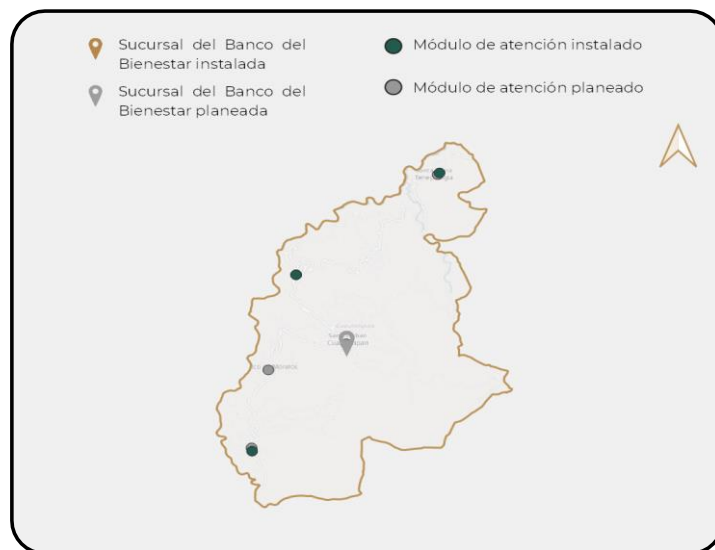 Sucursal del Banco del
Bienestar instalada
Sucursal del Banco del
Bienestar planeada
Módulo de atención instalado
Módulo de atención planeado